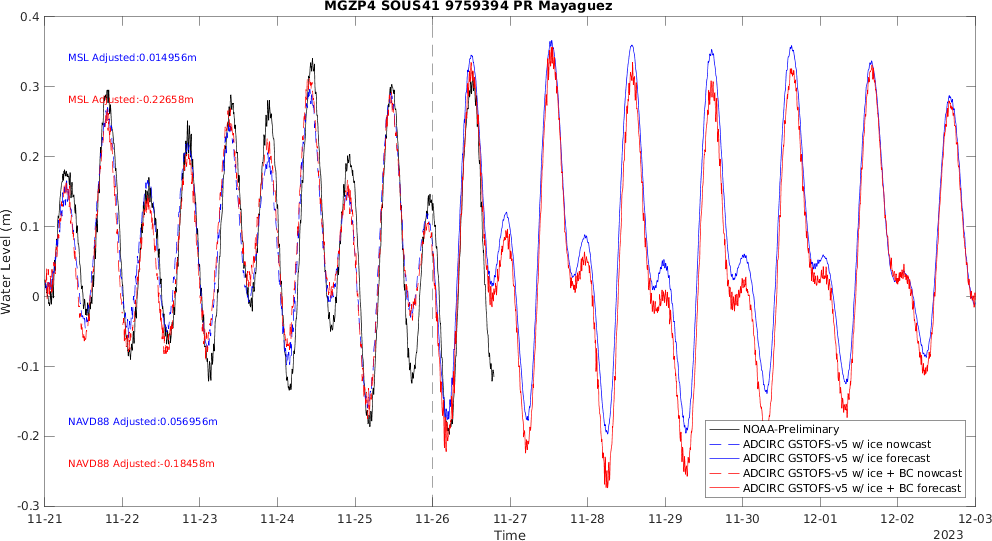 MGZP4 SOUS41 9759394 PR Mayaguez
0.4
0.3
0.2
0.1
0
-0.1
-0.2
-0.3
Water Level (m)
MSL Adjusted:0.014956m
MSL Adjusted:-0.22658m
NAVD88 Adjusted:0.056956m
NAVD88 Adjusted:-0.18458m
NOAA-Preliminary
ADCIRC GSTOFS-v5 w/ ice nowcast
ADCIRC GSTOFS-v5 w/ ice forecast
ADCIRC GSTOFS-v5 w/ ice + BC nowcast
ADCIRC GSTOFS-v5 w/ ice + BC forecast
11-21 11-22 11-23 11-24 11-25 11-26 11-27 11-28 11-29 11-30 12-01 12-02 12-03
Time
2023